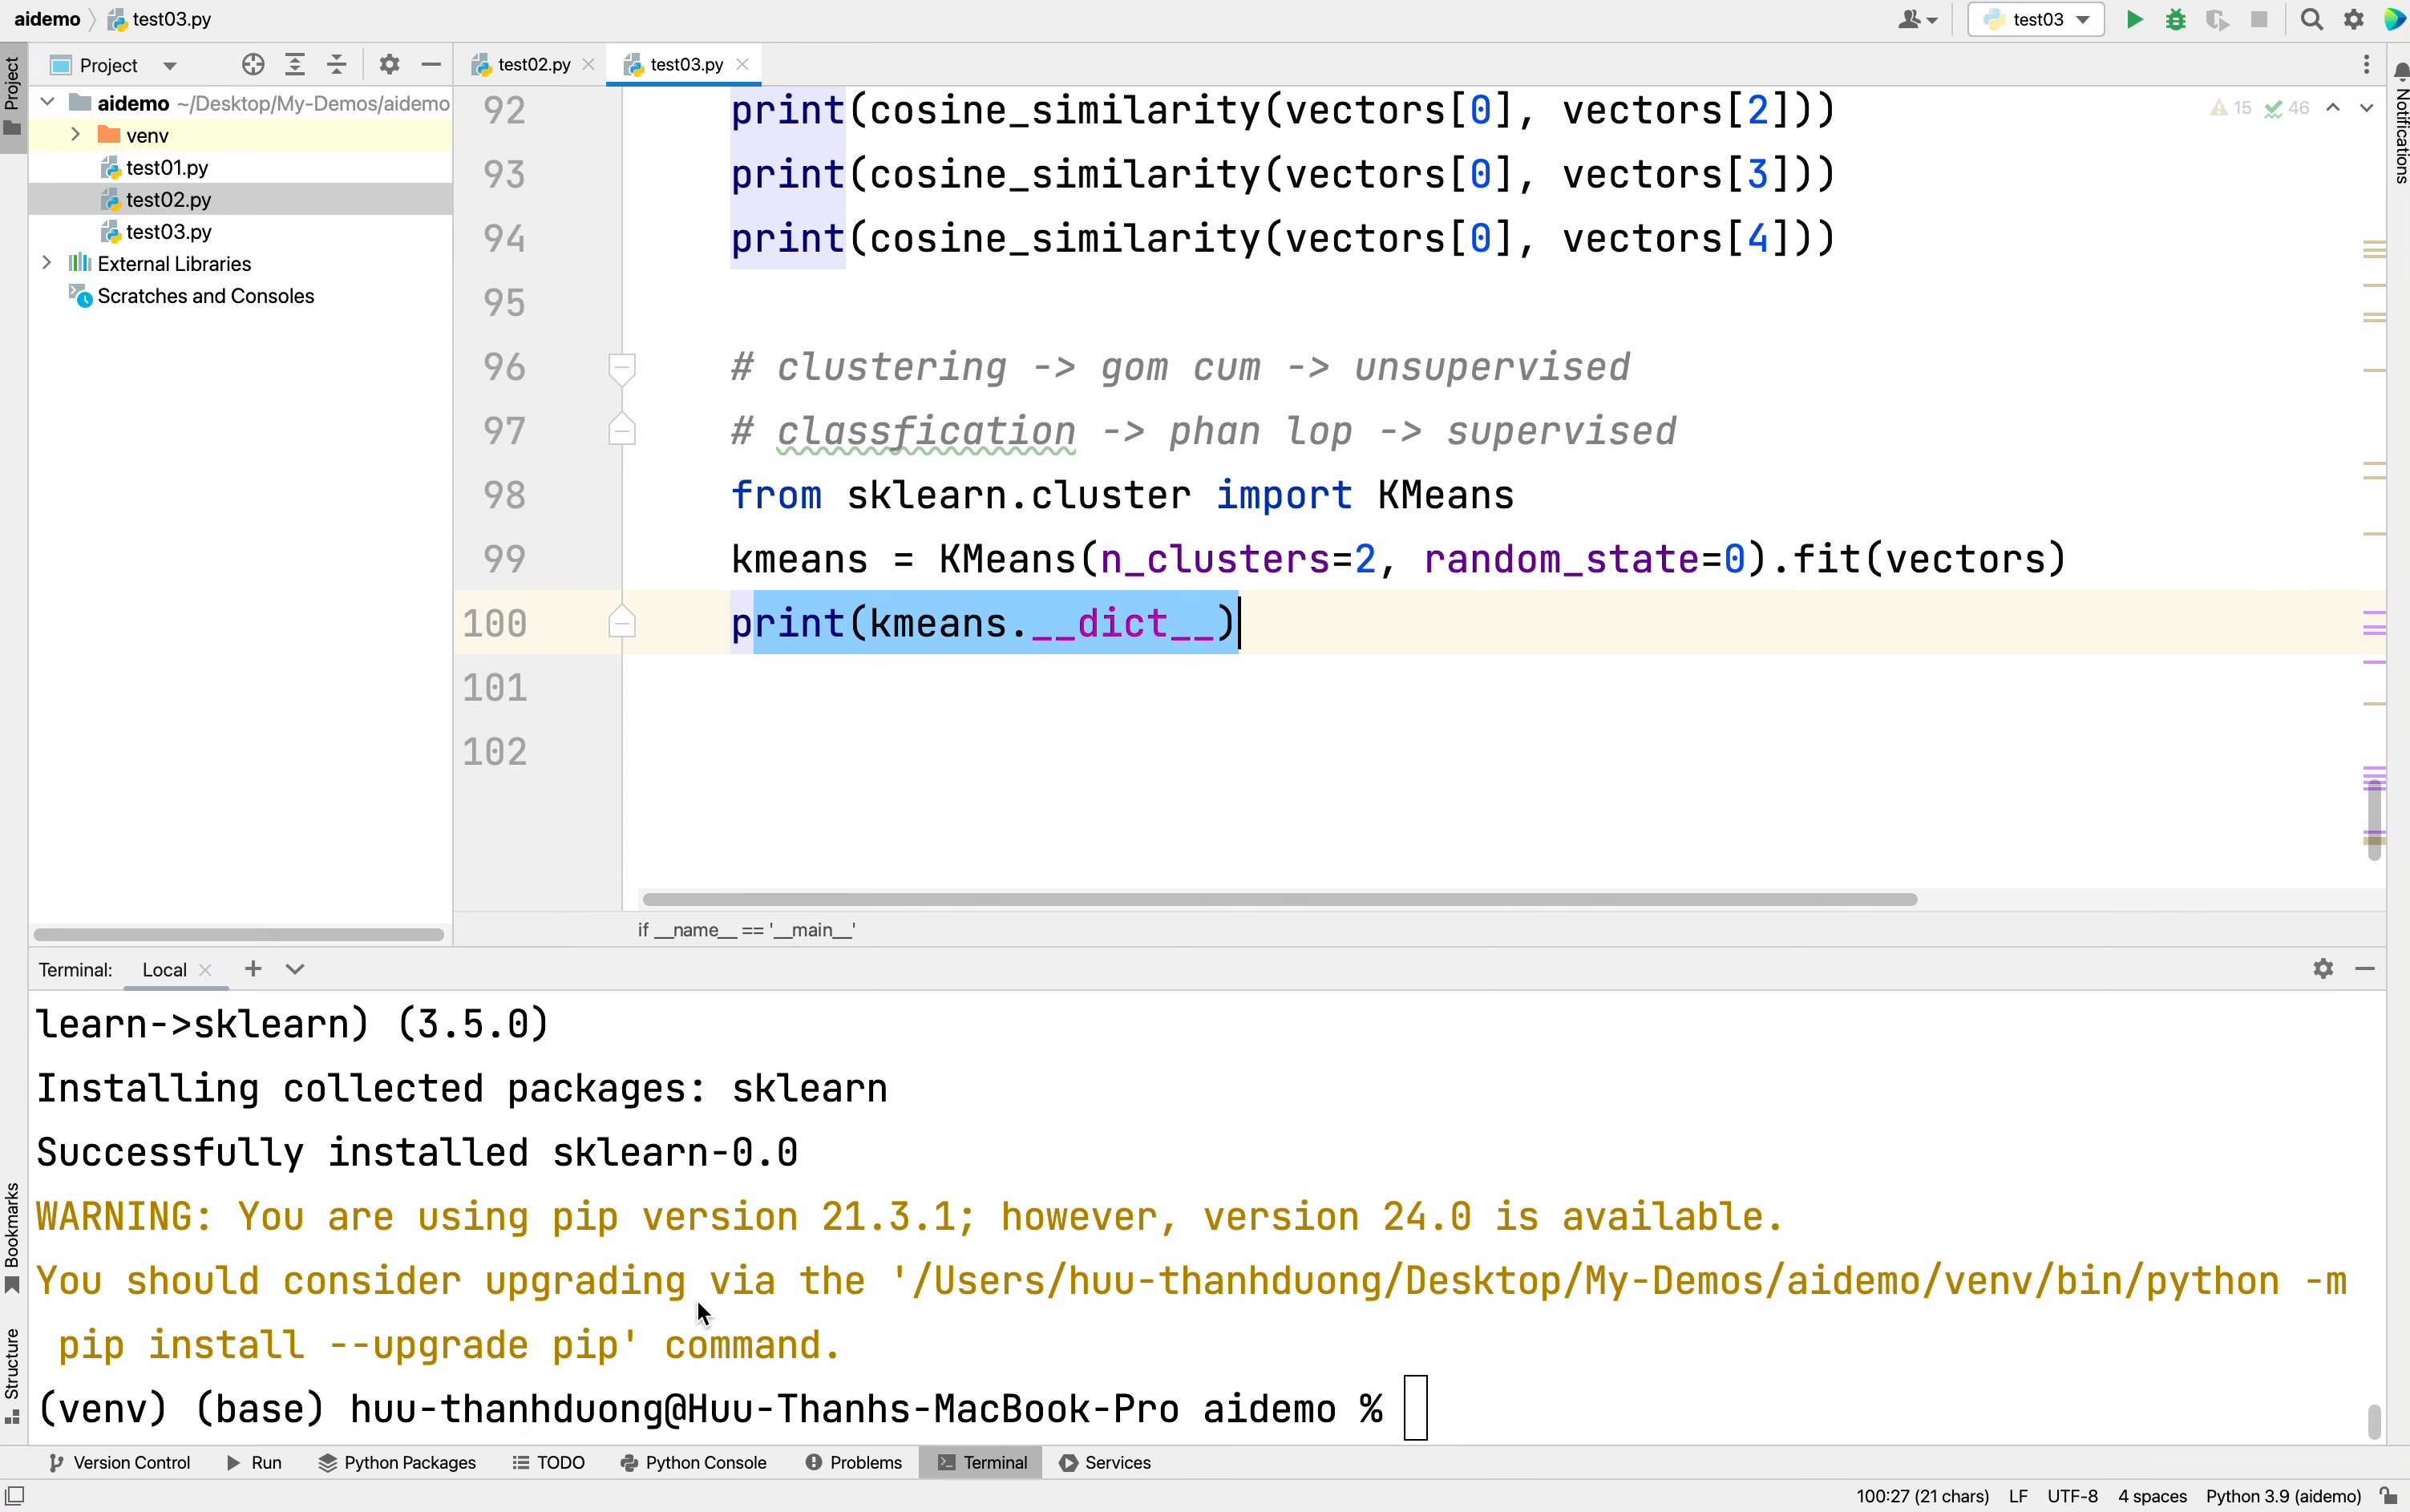 aidemo test03.py
test03
Project
Project
test02.py
test03.py
Notifications
aidemo ~/Desktop/My-Demos/aidemo
venv
test01.py
test02.py
test03.py
External Libraries
Scratches and Consoles
15 46
92 print(cosine_similarity(vectors[0], vectors[2]))
93 print(cosine_similarity(vectors[0], vectors[3]))
94 print(cosine_similarity(vectors[0], vectors[4]))
95
96 # clustering -> gom cum -> unsupervised
97 # classfication -> phan lop -> supervised
98 from sklearn.cluster import KMeans
99 kmeans = KMeans(n_clusters=2, random_state=0).fit(vectors)
100 print(kmeans.__dict__)
101
102
if __name__ == '__main__'
Terminal: Local
learn->sklearn) (3.5.0)
Installing collected packages: sklearn
Successfully installed sklearn-0.0
WARNING: You are using pip version 21.3.1; however, version 24.0 is available.
You should consider upgrading via the '/Users/huu-thanhduong/Desktop/My-Demos/aidemo/venv/bin/python -m
 pip install --upgrade pip' command.
(venv) (base) huu-thanhduong@Huu-Thanhs-MacBook-Pro aidemo %
Bookmarks
Structure
Version Control Run Python Packages TODO Python Console Problems Terminal Services
100:27 (21 chars) LF UTF-8 4 spaces Python 3.9 (aidemo)